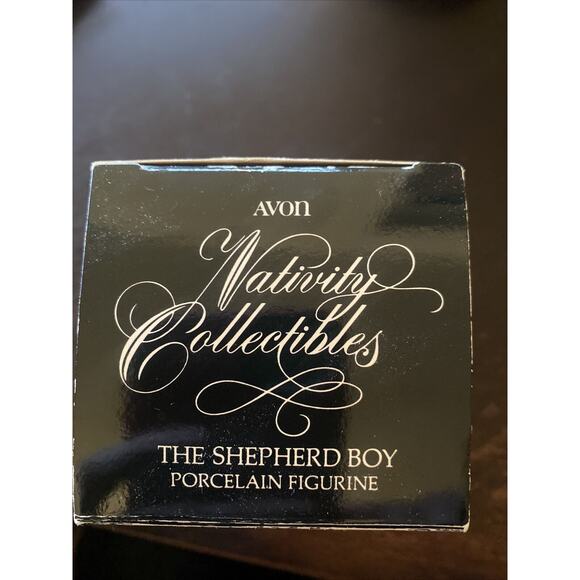 AVON
Nativity
Collectibles
THE SHEPHERD BOY
PORCELAIN FIGURINE